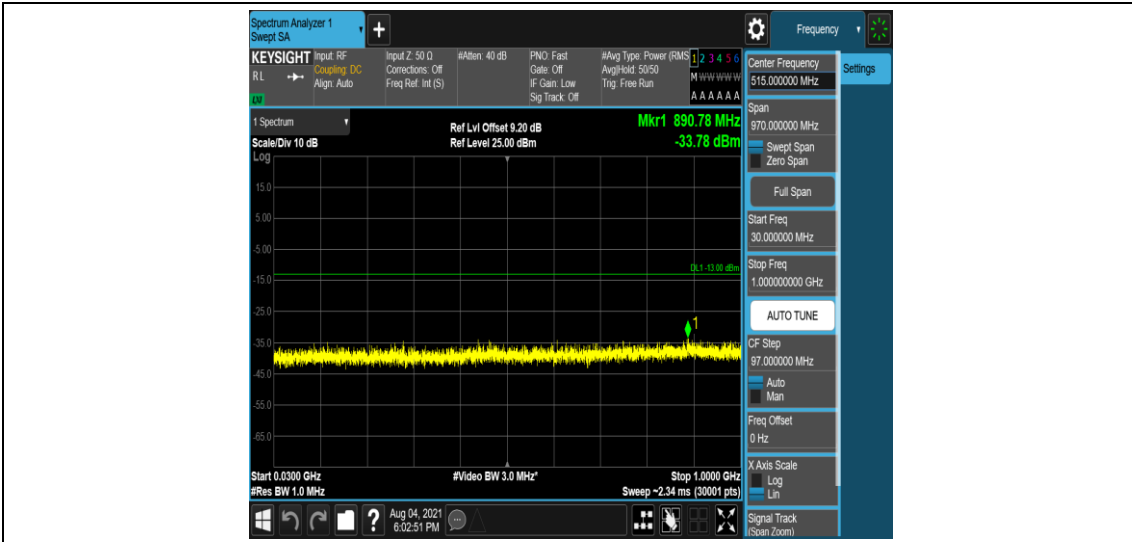 Spectrum Analyzer 1
Swept SA
Frequency
KEYSIGHT
RL
LXI
Input: RF
Coupling: DC
Align: Auto
Input Z: 50 Ω
Corrections: Off
Freq Ref: Int (S)
#Atten: 40 dB
PNO: Fast
Gate: Off
IF Gain: Low
Sig Track: Off
#Avg Type: Power (RMS
Avg|Hold: 50/50
Trig: Free Run
1 2 3 4 5 6
M W W W W W
A A A A A A
1 Spectrum
Scale/Div 10 dB
Log
Ref Lvl Offset 9.20 dB
Ref Level 25.00 dBm
Mkr1 890.78 MHz
-33.78 dBm
15.0
5.00
-5.00
-15.0
-25.0
-35.0
-45.0
-55.0
-65.0
DL1 -13.00 dBm
1
Start 0.0300 GHz
#Res BW 1.0 MHz
#Video BW 3.0 MHz*
Stop 1.0000 GHz
Sweep ~2.34 ms (30001 pts)
Aug 04, 2021
6:02:51 PM
Center Frequency
515.000000 MHz
Span
970.000000 MHz
Swept Span
Zero Span
Full Span
Start Freq
30.000000 MHz
Stop Freq
1.000000000 GHz
AUTO TUNE
CF Step
97.000000 MHz
Auto
Man
Freq Offset
0 Hz
X Axis Scale
Log
Lin
Signal Track
(Span Zoom)
Settings